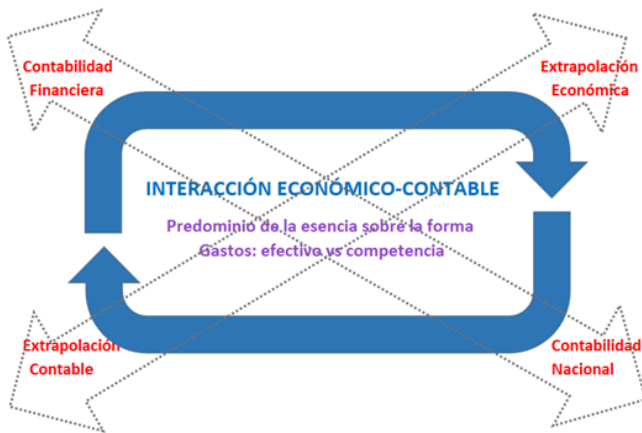 Contabilidad
Financiera
Extrapolación
Económica
INTERACCIÓN ECONÓMICO-CONTABLE
Predominio de la esencia sobre la forma
Gastos: efectivo vs competencia
Extrapolación
Contable
Contabilidad
Nacional